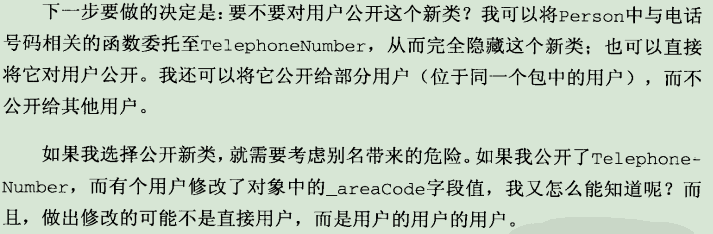 下一步要做的决定是：要不要对用户公开这个新类？我可以将Person中与电话
号码相关的函数委托至TelephoneNumber，从而完全隐藏这个新类；也可以直接
将它对用户公开。我还可以将它公开给部分用户（位于同一个包中的用户），而不
公开给其他用户。
如果我选择公开新类，就需要考虑别名带来的危险。如果我公开了Telephone-
Number，而有个用户修改了对象中的_areaCode字段值，我又怎么能知道呢？而
且，做出修改的可能不是直接用户，而是用户的用户的用户。